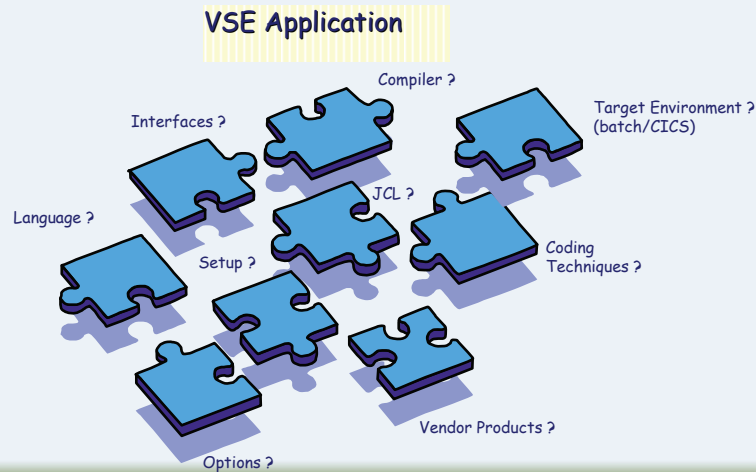 VSE Application
Compiler ?
Interfaces ?
Target Environment ?
(batch/CICS)
JCL ?
Language ?
Setup ?
Coding
Techniques ?
Vendor Products ?
Options ?